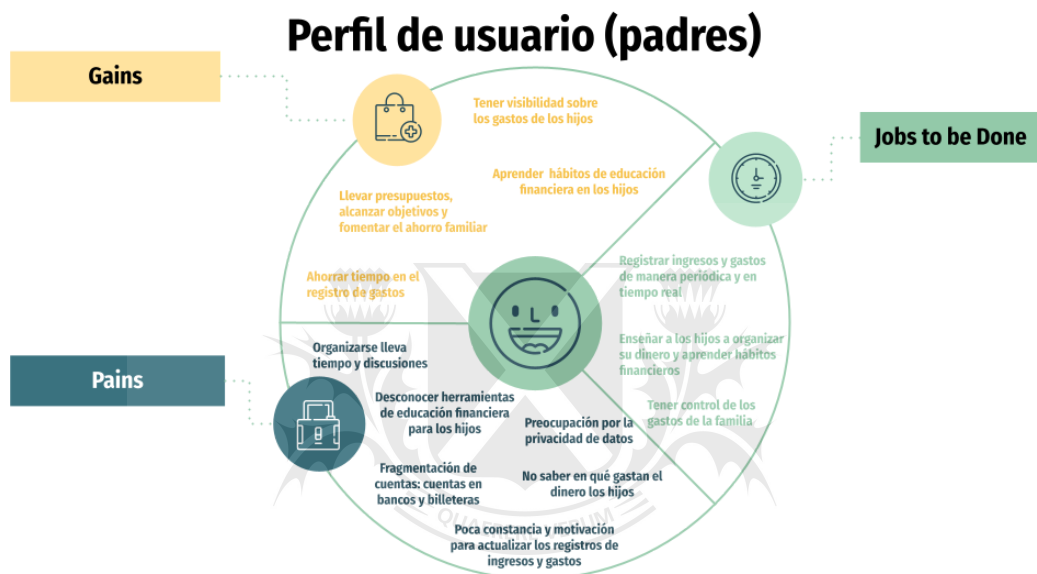 Perfil de usuario (padres)
Gains
Tener visibilidad sobre
los gastos de los hijos
Jobs to be Done
Aprender hábitos de educación
financiera en los hijos
Llevar presupuestos,
alcanzar objetivos y
fomentar el ahorro familiar
Registrar ingresos y gastos
de manera periódica y en
tiempo real
Ahorrar tiempo en el
registro de gastos
Enseñar a los hijos a organizar
su dinero y aprender hábitos
financieros
Organizarse lleva
tiempo y discusiones
Pains
Desconocer herramientas
de educación financiera
para los hijos
Tener control de los
gastos de la familia
Preocupación por la
privacidad de datos
Fragmentación de
cuentas: cuentas en
bancos y billeteras
No saber en qué gastan el
dinero los hijos
Poca constancia y motivación
para actualizar los registros de
ingresos y gastos